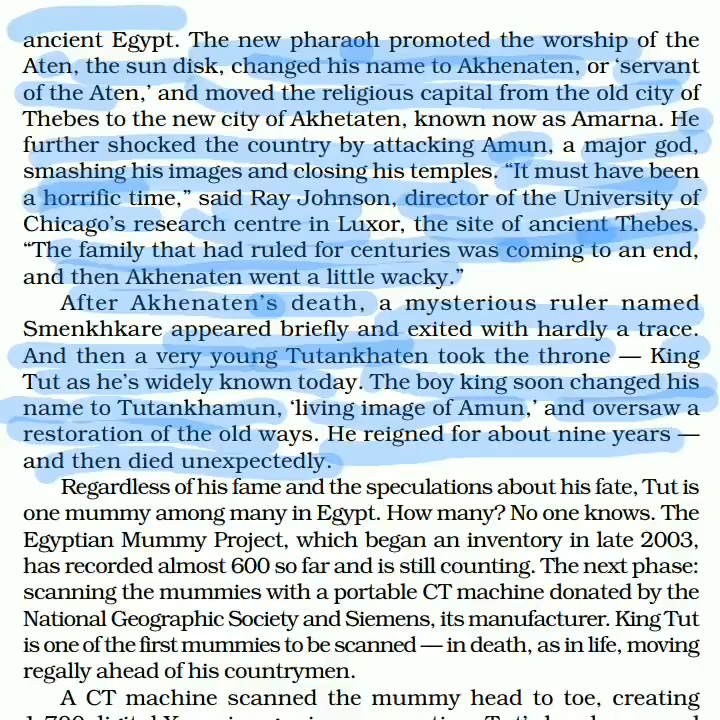 ancient Egypt. The new pharaoh promoted the worship of the
Aten, the sun disk, changed his name to Akhenaten, or ‘servant
of the Aten,’ and moved the religious capital from the old city of
Thebes to the new city of Akhetaten, known now as Amarna. He
further shocked the country by attacking Amun, a major god,
smashing his images and closing his temples. “It must have been
a horrific time,” said Ray Johnson, director of the University of
Chicago’s research centre in Luxor, the site of ancient Thebes.
“The family that had ruled for centuries was coming to an end,
and then Akhenaten went a little wacky.”
After Akhenaten’s death, a mysterious ruler named
Smenkhkare appeared briefly and exited with hardly a trace.
And then a very young Tutankhaten took the throne — King
Tut as he’s widely known today. The boy king soon changed his
name to Tutankhamun, ‘living image of Amun,’ and oversaw a
restoration of the old ways. He reigned for about nine years —
and then died unexpectedly.
Regardless of his fame and the speculations about his fate, Tut is
one mummy among many in Egypt. How many? No one knows. The
Egyptian Mummy Project, which began an inventory in late 2003,
has recorded almost 600 so far and is still counting. The next phase:
scanning the mummies with a portable CT machine donated by the
National Geographic Society and Siemens, its manufacturer. King Tut
is one of the first mummies to be scanned — in death, as in life, moving
regally ahead of his countrymen.
A CT machine scanned the mummy head to toe, creating